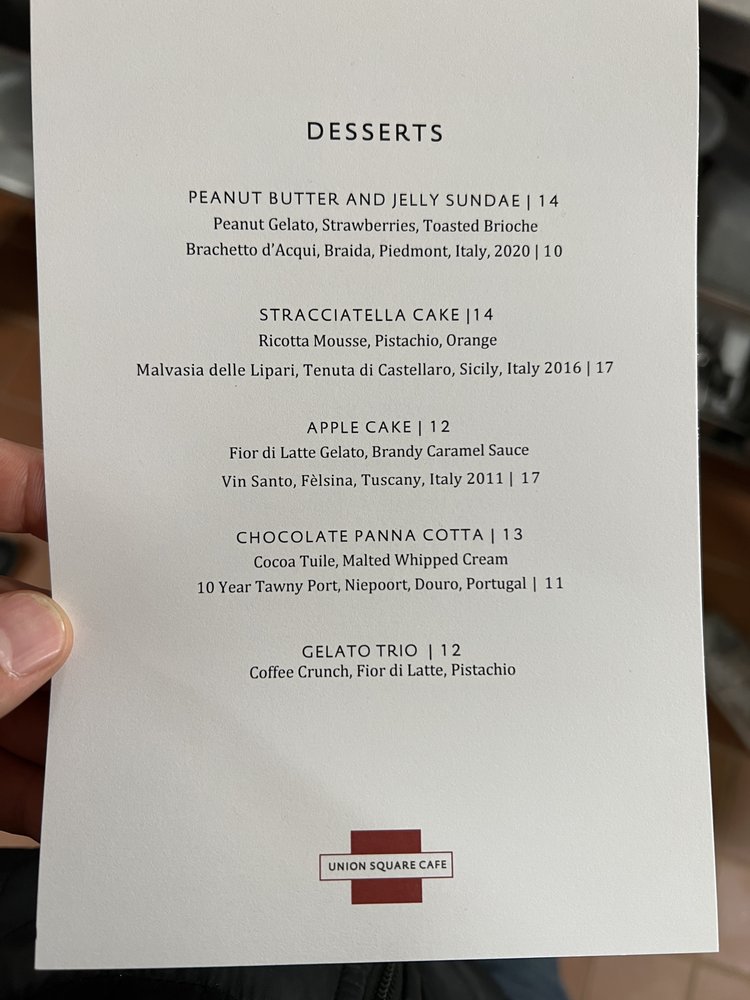 DESSERTS
PEANUT BUTTER AND JELLY SUNDAE | 14
Peanut Gelato, Strawberries, Toasted Brioche
Brachetto d’Acqui, Braida, Piedmont, Italy, 2020 | 10
STRACCIATELLA CAKE |14
Ricotta Mousse, Pistachio, Orange
Malvasia delle Lipari, Tenuta di Castellaro, Sicily, Italy 2016 | 17
APPLE CAKE | 12
Fior di Latte Gelato, Brandy Caramel Sauce
Vin Santo, Fèlsina, Tuscany, Italy 2011 | 17
CHOCOLATE PANNA COTTA | 13
Cocoa Tuile, Malted Whipped Cream
10 Year Tawny Port, Niepoort, Douro, Portugal | 11
GELATO TRIO | 12
Coffee Crunch, Fior di Latte, Pistachio
UNION SQUARE CAFE